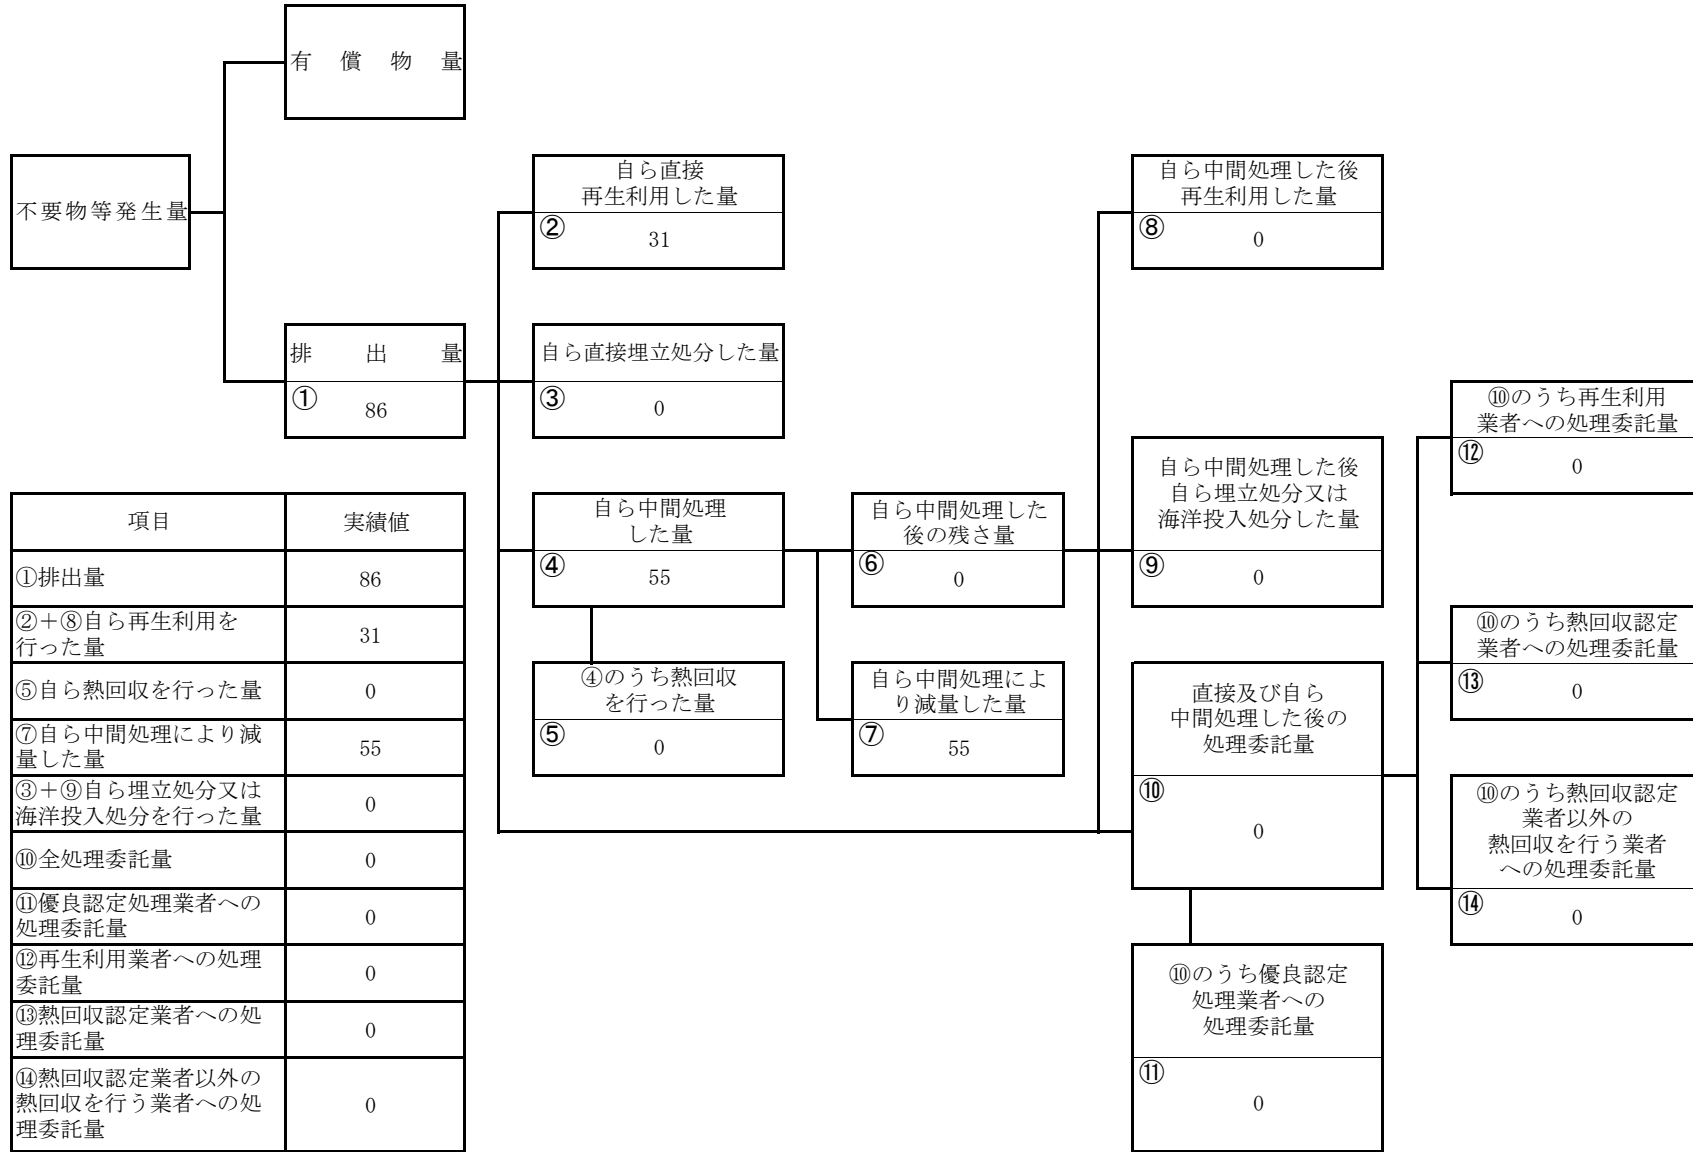 有償物量
不要物等発生量
排出量
①
86
自ら直接
再生利用した量
②
31
自ら直接埋立処分した量
③
0
自ら中間処理
した量
④
55
④のうち熱回収
を行った量
⑤
0
自ら中間処理した
後の残さ量
⑥
0
自ら中間処理によ
り減量した量
⑦
55
自ら中間処理した後
再生利用した量
⑧
0
自ら中間処理した後
自ら埋立処分又は
海洋投入処分した量
⑨
0
直接及び自ら
中間処理した後の
処理委託量
⑩
0
⑩のうち優良認定
処理業者への
処理委託量
⑪
0
⑩のうち再生利用
業者への処理委託量
⑫
0
⑩のうち熱回収認定
業者への処理委託量
⑬
0
⑩のうち熱回収認定
業者以外の
熱回収を行う業者
への処理委託量
⑭
0
項目 実績値
①排出量 86
②＋⑧自ら再生利用を
行った量 31
⑤自ら熱回収を行った量 0
⑦自ら中間処理により減
量した量 55
③＋⑨自ら埋立処分又は
海洋投入処分を行った量 0
⑩全処理委託量 0
⑪優良認定処理業者への
処理委託量 0
⑫再生利用業者への処理
委託量 0
⑬熱回収認定業者への処
理委託量 0
⑭熱回収認定業者以外の
熱回収を行う業者への処
理委託量 0